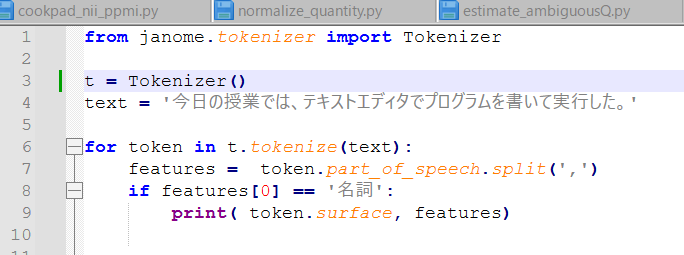 cookpad_nii_ppmi.py normalize_quantity.py estimate_ambiguousQ.py
1 from janome.tokenizer import Tokenizer
2
3 t = Tokenizer()
4 text = '今日の授業では、テキストエディタでプログラムを書いて実行した。'
5
6 for token in t.tokenize(text):
7     features =  token.part_of_speech.split(',')
8     if features[0] == '名詞':
9         print( token.surface, features)
10